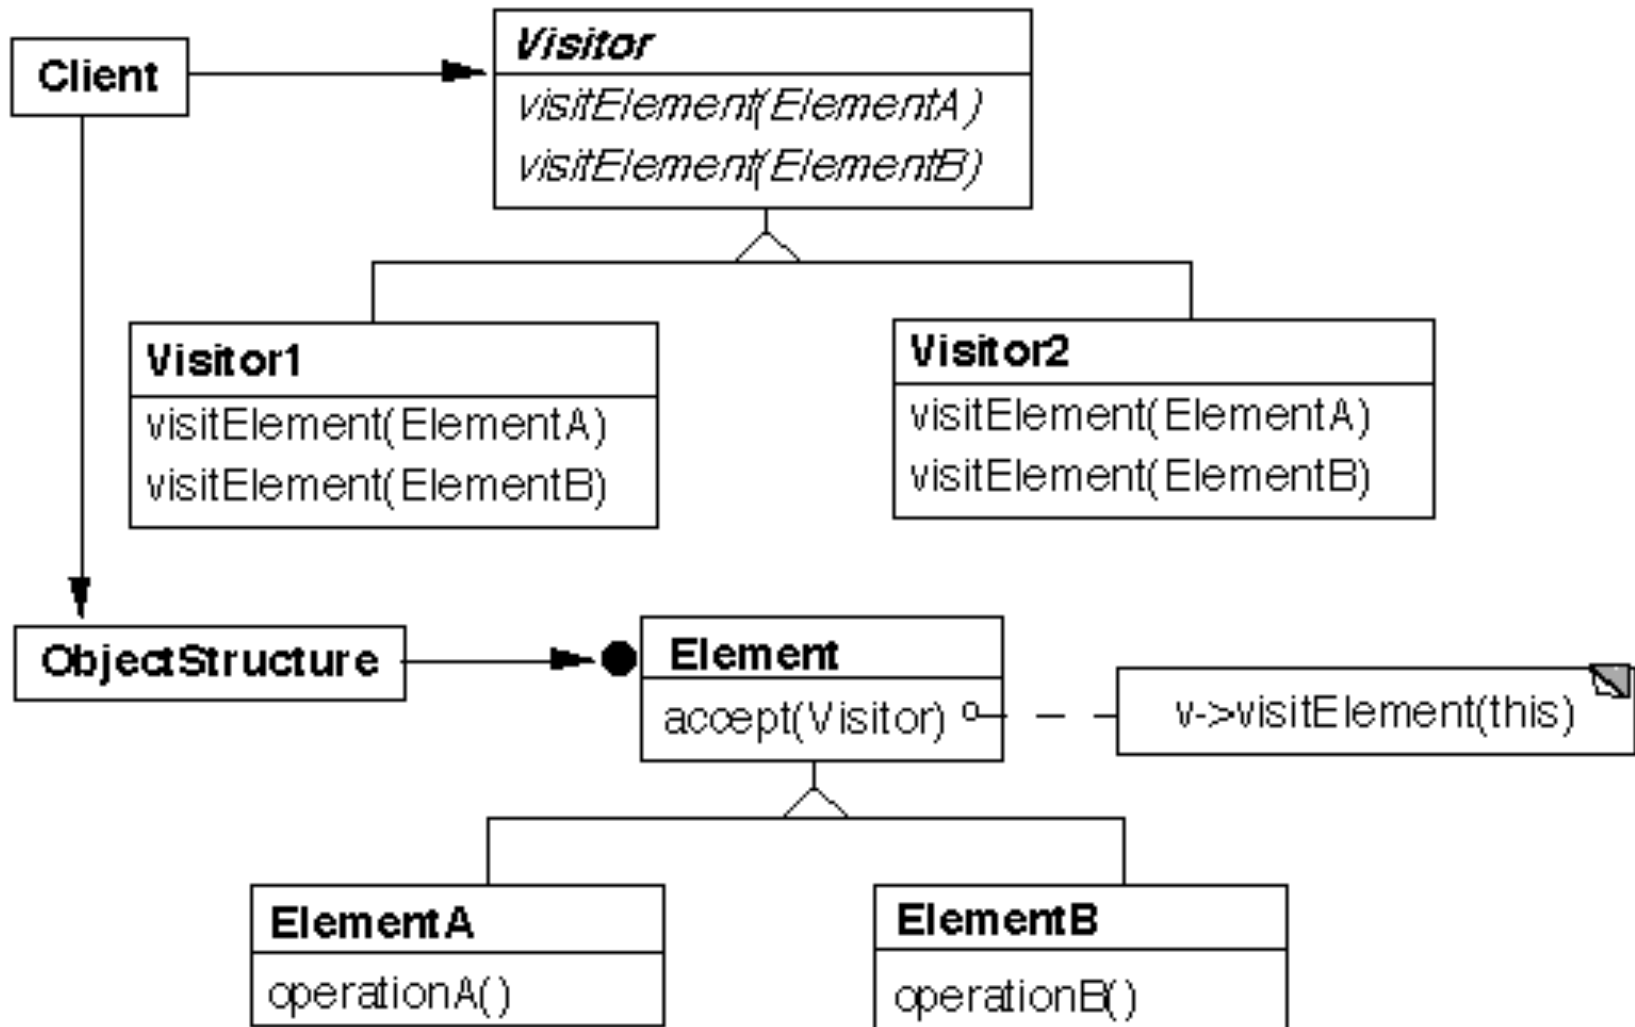 Client
Visitor
visitElement(ElementA)
visitElement(ElementB)
Visitor1
visitElement(ElementA)
visitElement(ElementB)
Visitor2
visitElement(ElementA)
visitElement(ElementB)
ObjectStructure
Element
accept(Visitor)
v->visitElement(this)
ElementA
operationA()
ElementB
operationB()